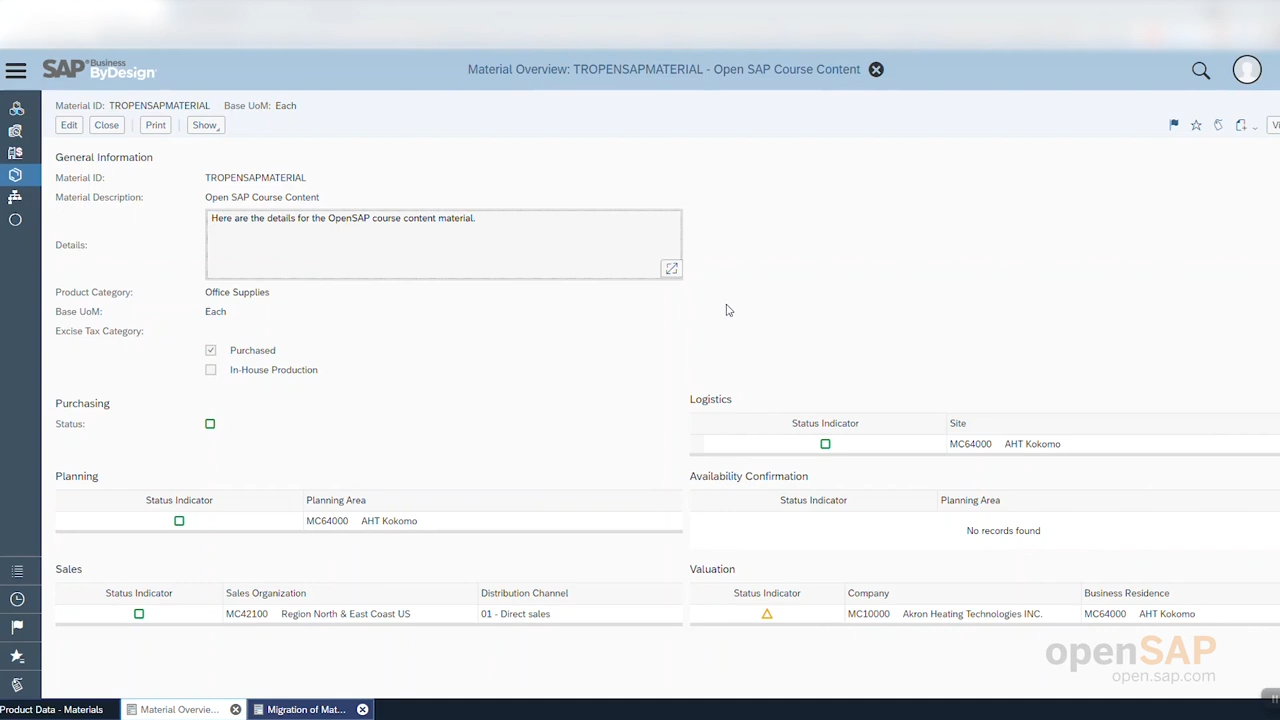 SAP Business ByDesign
Material Overview: TROPENSAPMATERIAL - Open SAP Course Content
Material ID: TROPENSAPMATERIAL Base UoM: Each
Edit Close Print Show
Vi
General Information
Material ID: TROPENSAPMATERIAL
Material Description: Open SAP Course Content
Here are the details for the OpenSAP course content material.
Details:
Product Category: Office Supplies
Base UoM: Each
Excise Tax Category:
Purchased
In-House Production
Purchasing
Status:
Logistics
Status Indicator Site
MC64000 AHT Kokomo
Planning
Status Indicator Planning Area
MC64000 AHT Kokomo
Availability Confirmation
Status Indicator Planning Area
No records found
Sales
Status Indicator Sales Organization Distribution Channel
MC42100 Region North & East Coast US 01 - Direct sales
Valuation
Status Indicator Company Business Residence
MC10000 Akron Heating Technologies INC. MC64000 AHT Kokomo
openSAP
open.sap.com
Product Data - Materials Material Overvie... Migration of Mat...